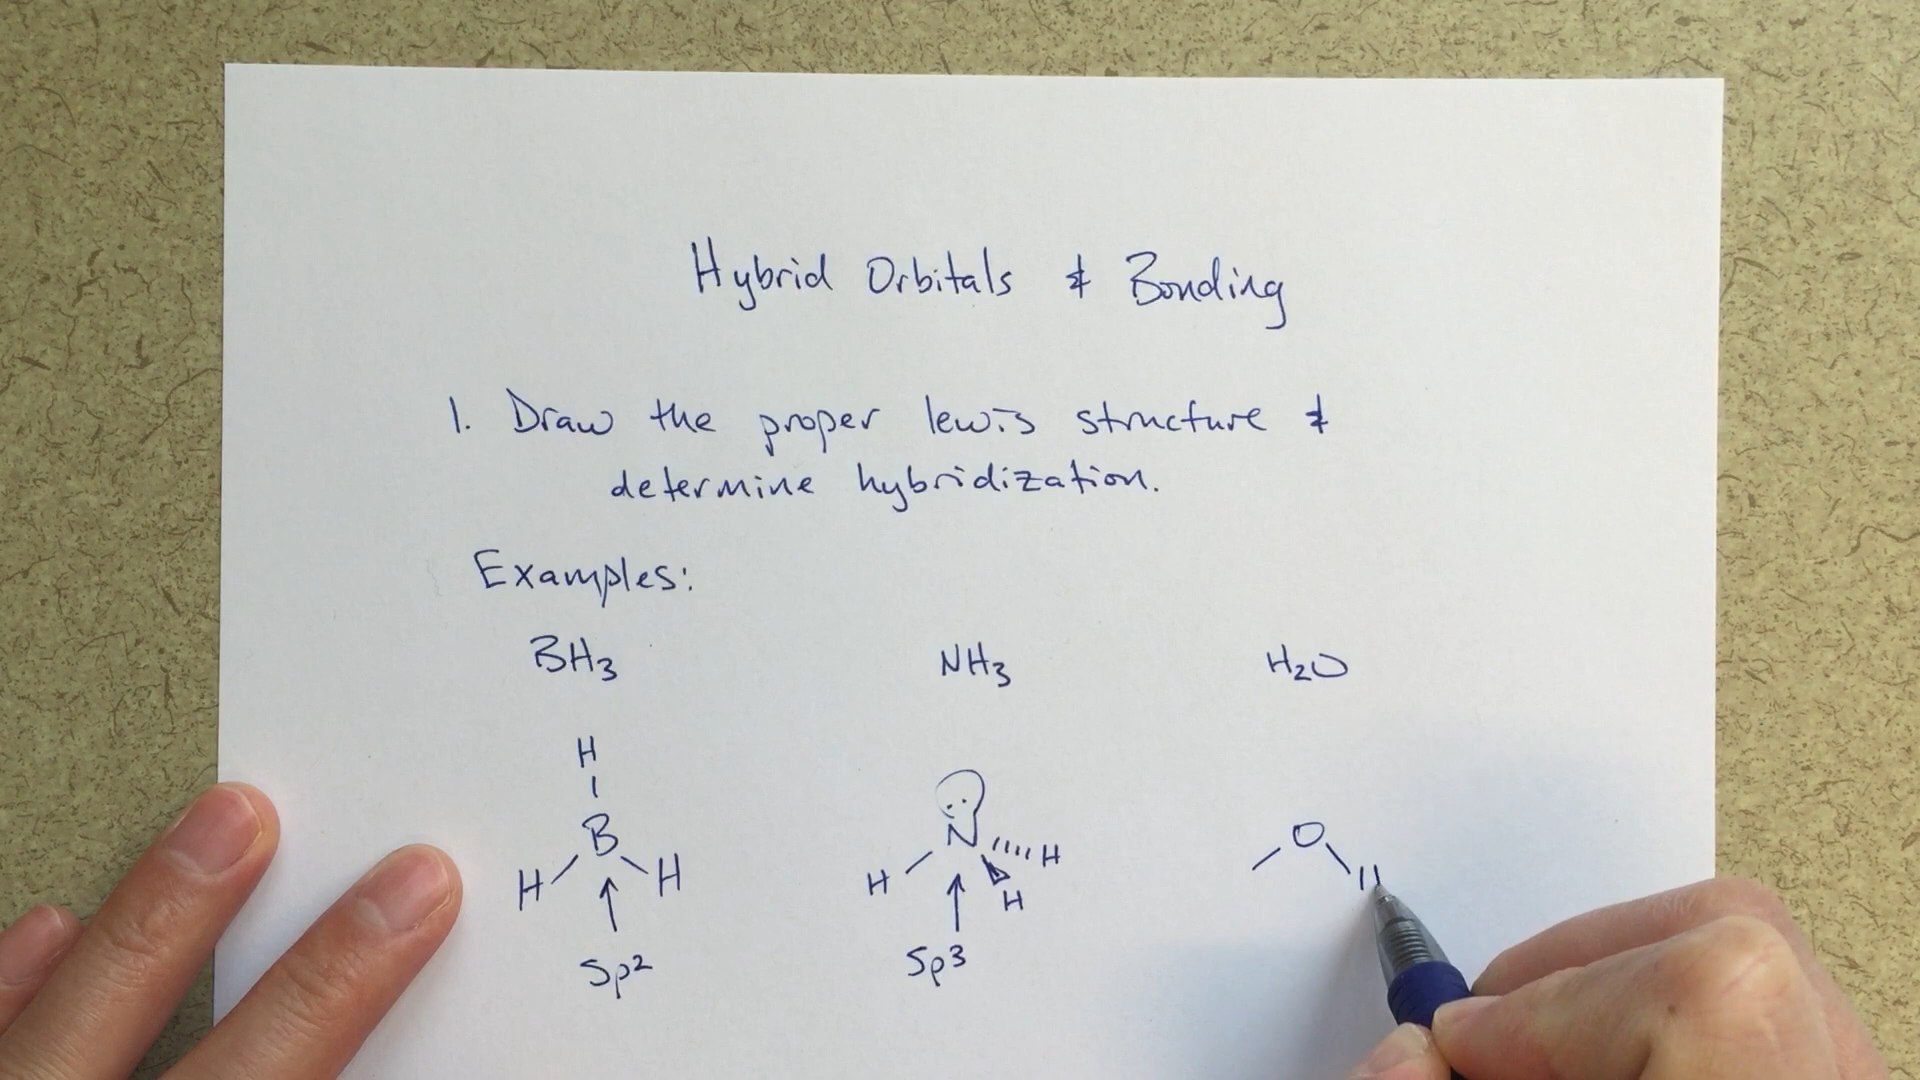 Hybrid Orbitals & Bonding
1. Draw the proper lewis structure &
determine hybridization.
Examples:
BH₃ NH₃ H₂O
H
B
H H
Sp²
N
H H
H
Sp³
O